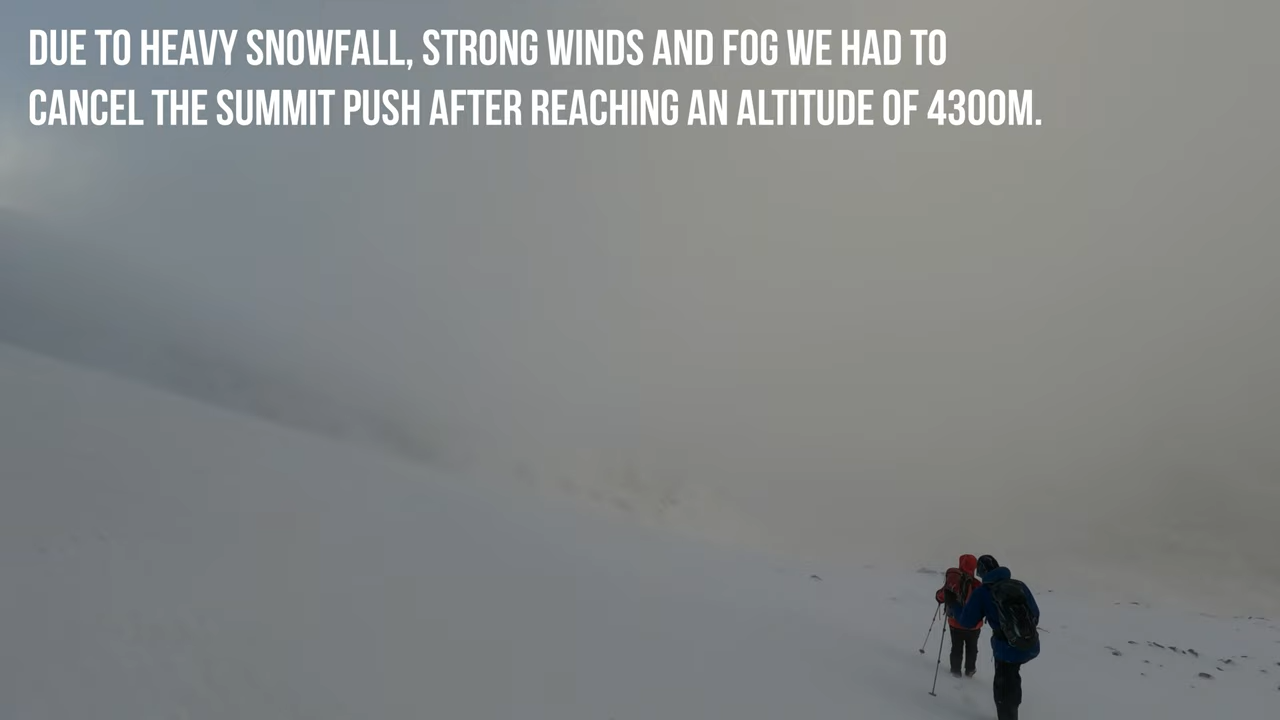 DUE TO HEAVY SNOWFALL, STRONG WINDS AND FOG WE HAD TO
CANCEL THE SUMMIT PUSH AFTER REACHING AN ALTITUDE OF 4300M.